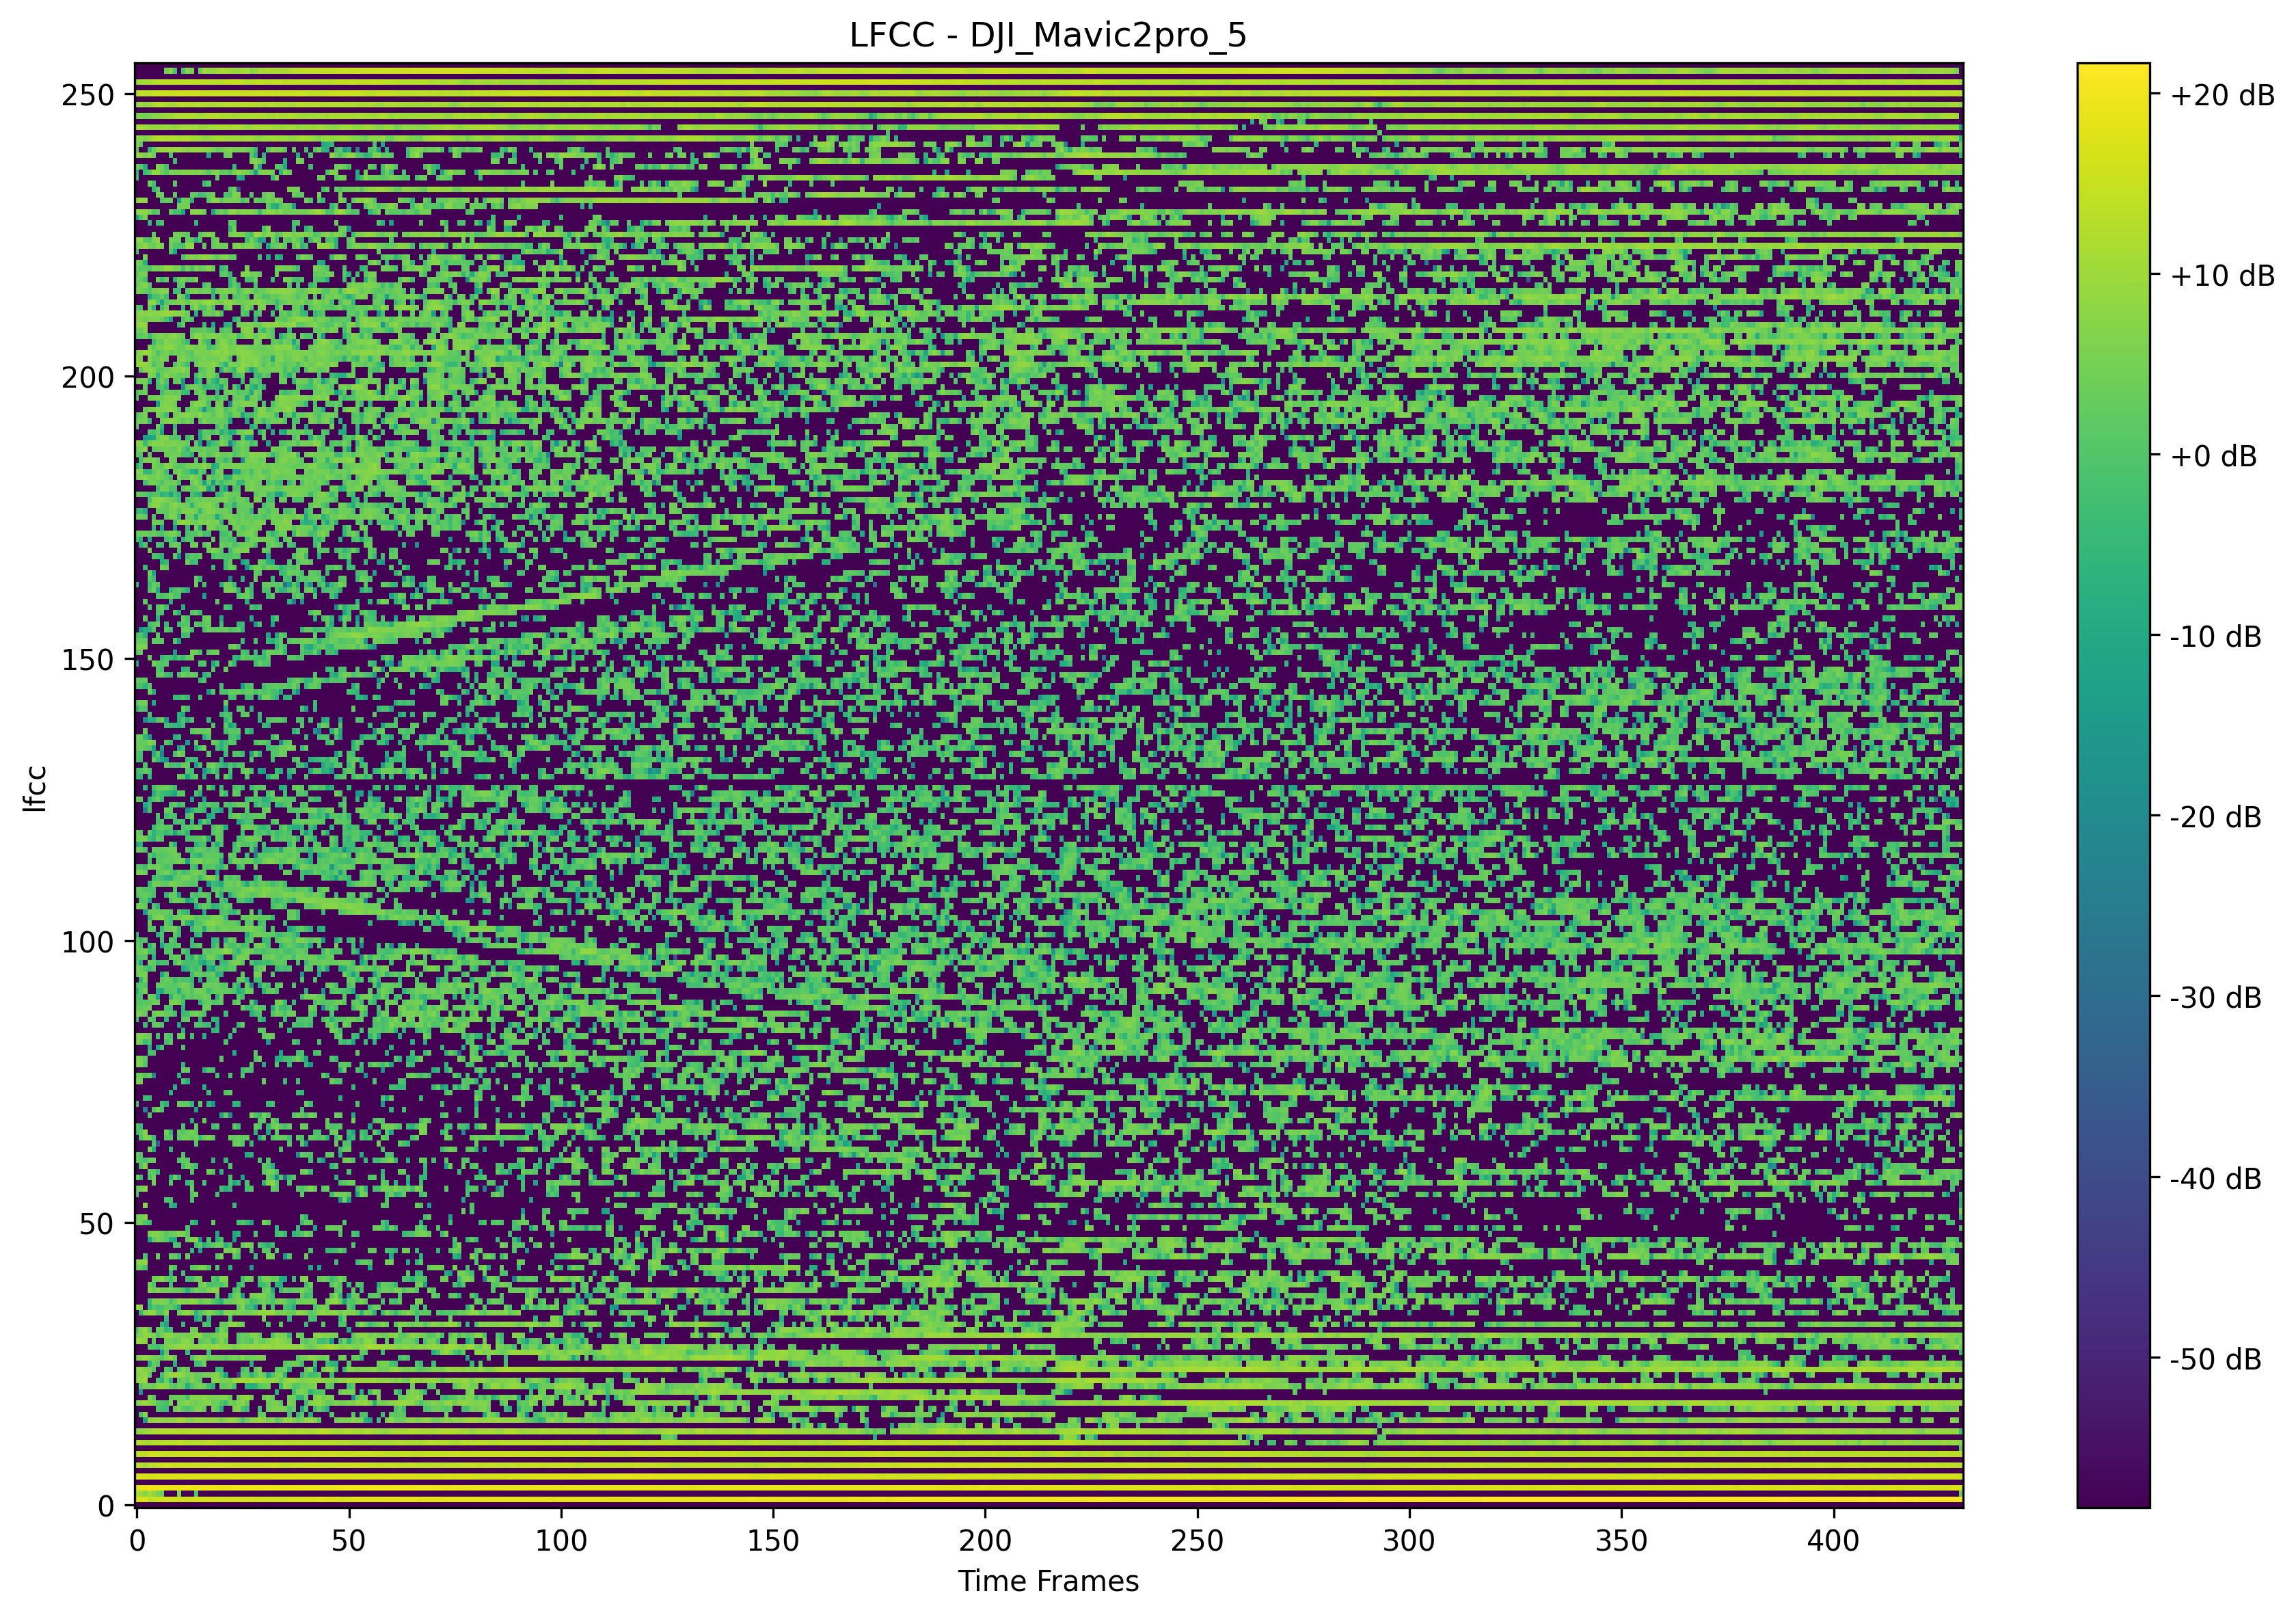 LFCC - DJI_Mavic2pro_5
250
200
150
100
50
0
lfcc
0
50
100
150
200
250
300
350
400
Time Frames
+20 dB
+10 dB
+0 dB
-10 dB
-20 dB
-30 dB
-40 dB
-50 dB